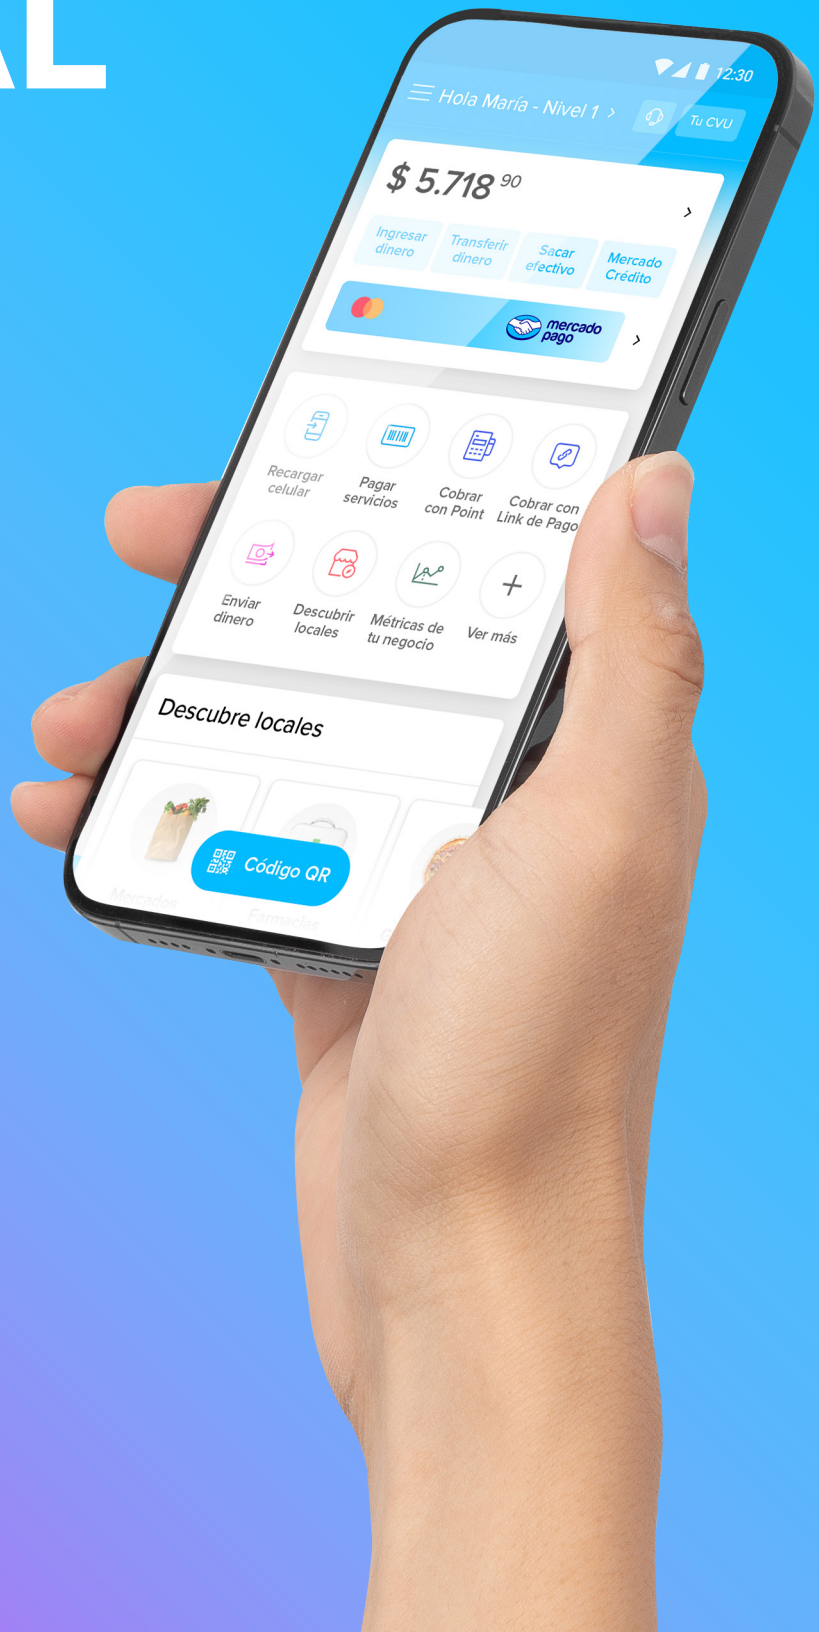 AL
12:30
Hola María - Nivel 1 >
Tu CVU
$ 5.718 90
Ingresar
dinero
Transferir
dinero
Sacar
efectivo
Mercado
Crédito
mercado
pago
Recargar
celular
Pagar
servicios
Cobrar
con Point
Cobrar con
Link de Pago
Enviar
dinero
Descubrir
locales
Métricas de
tu negocio
Ver más
Descubre locales
Mercados
Farmacias
Código QR